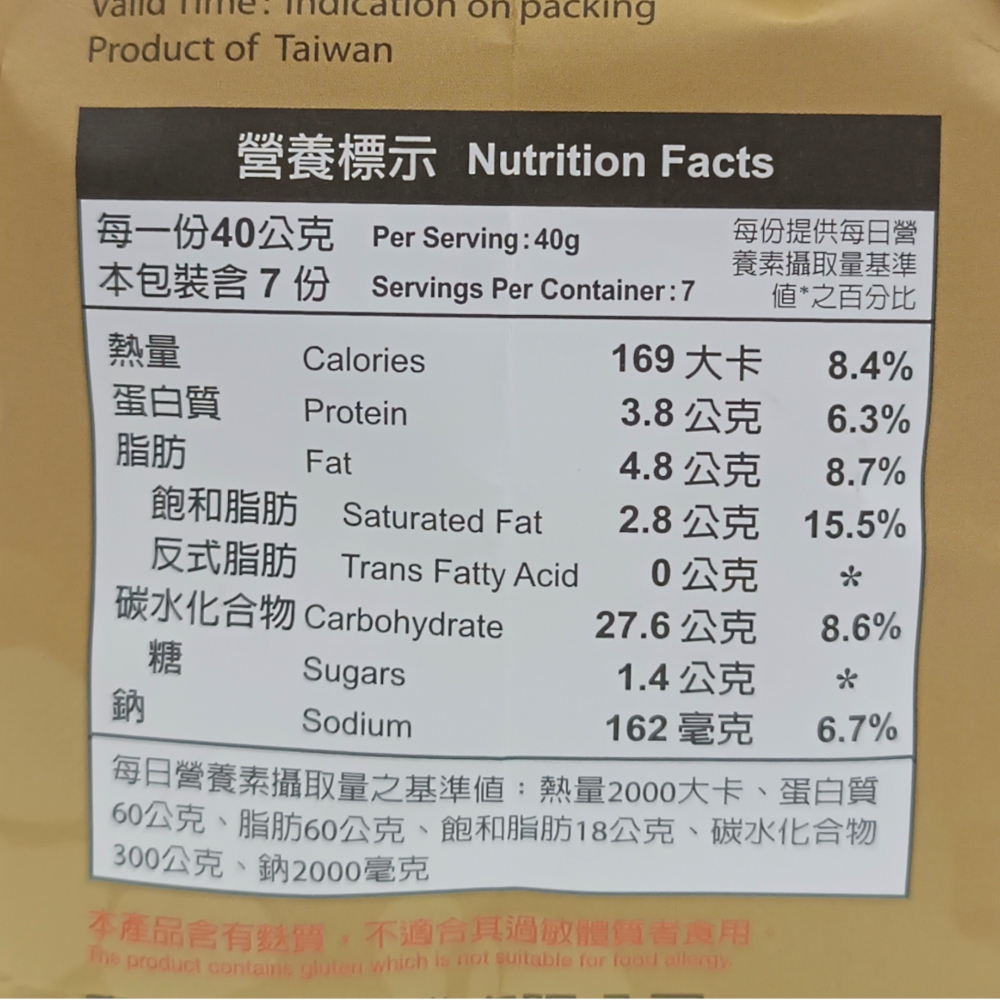 Valid Time: Indication on packing
Product of Taiwan
營養標示 Nutrition Facts
每一份40公克 Per Serving:40g
本包裝含 7 份 Servings Per Container:7
每份提供每日營
養素攝取量基準
值*之百分比
熱量 Calories 169 大卡 8.4%
蛋白質 Protein 3.8 公克 6.3%
脂肪 Fat 4.8 公克 8.7%
飽和脂肪 Saturated Fat 2.8 公克 15.5%
反式脂肪 Trans Fatty Acid 0 公克 *
碳水化合物 Carbohydrate 27.6 公克 8.6%
糖 Sugars 1.4 公克 *
鈉 Sodium 162 毫克 6.7%
每日營養素攝取量之基準值：熱量2000大卡、蛋白質
60公克、脂肪60公克、飽和脂肪18公克、碳水化合物
300公克、鈉2000毫克
本產品含有麩質，不適合其過敏體質者食用。
The product contains gluten which is not suitable for food allergy.